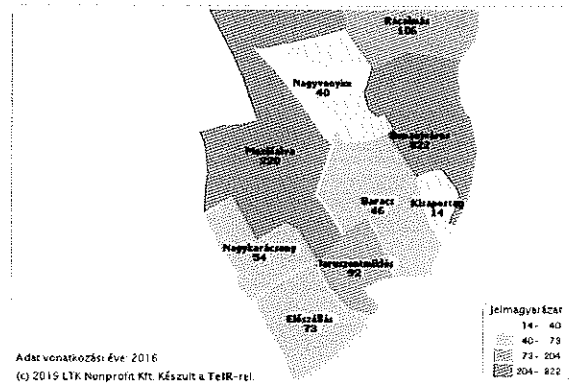 Rácalmás
106
Nagyvenyim
40
Dunaújváros
822
Mezőfalva
220
Baracs
46
Kisapostag
14
Nagykarácsony
54
Daruszentmiklós
92
Előszállás
73
Jelmagyarázat
14 - 40
40 - 73
73 - 204
204 - 822
Adat vonatkozási éve: 2016
(c) 2019 LTK Nonprofit Kft. Készült a TeIR-rel.